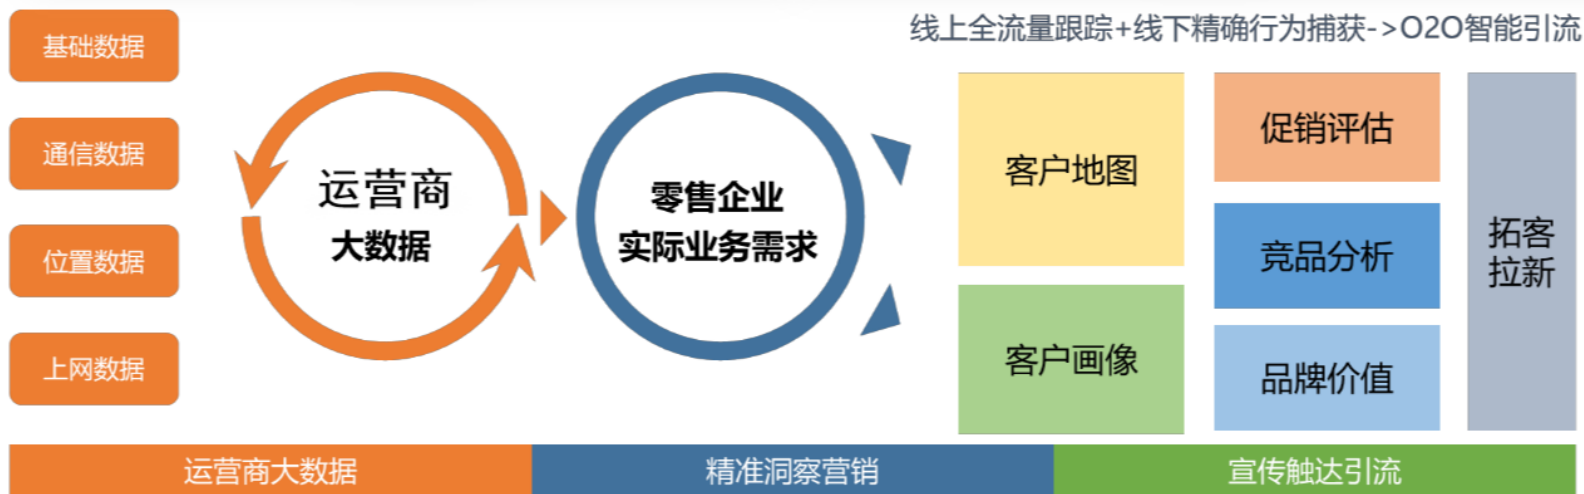 线上全流量跟踪+线下精确行为捕获->O2O智能引流
基础数据
通信数据
位置数据
上网数据
运营商
大数据
零售企业
实际业务需求
客户地图
客户画像
促销评估
竞品分析
品牌价值
拓客
拉新
运营商大数据
精准洞察营销
宣传触达引流